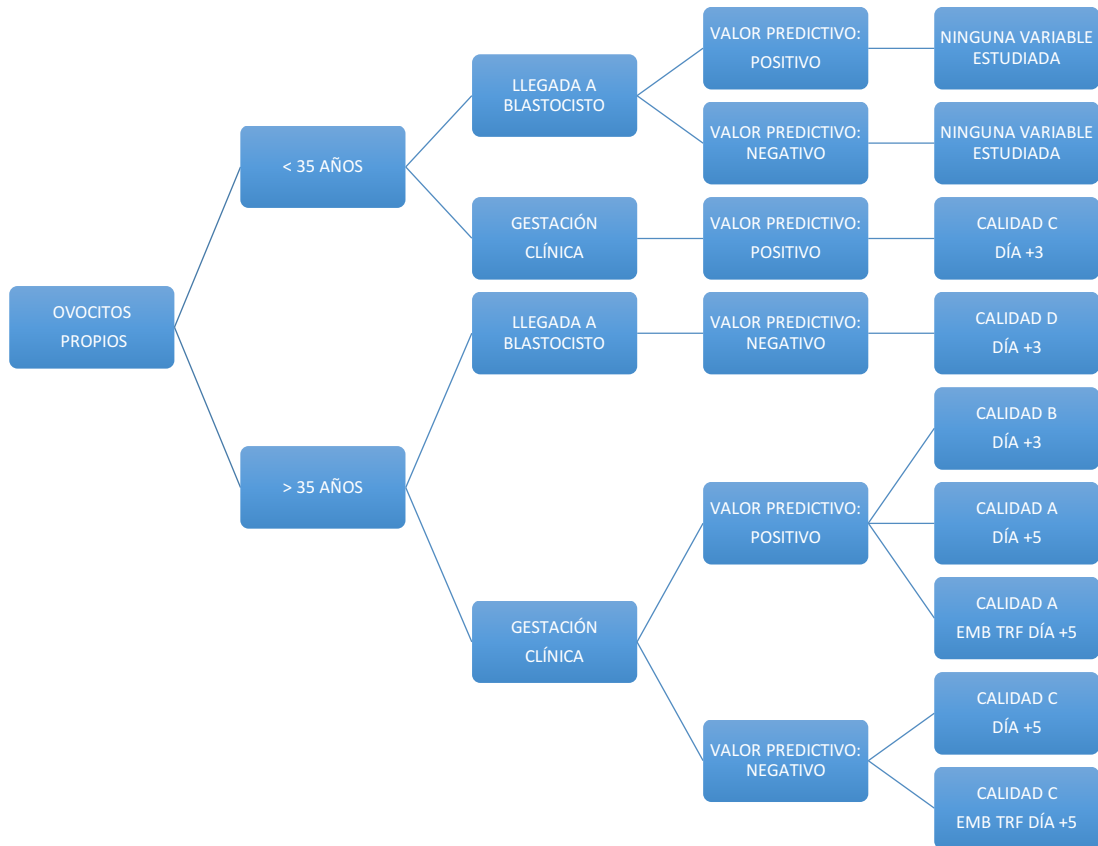 OVOCITOS
PROPIOS
< 35 AÑOS
LLEGADA A
BLASTOCISTO
VALOR PREDICTIVO:
POSITIVO
NINGUNA VARIABLE
ESTUDIADA
VALOR PREDICTIVO:
NEGATIVO
NINGUNA VARIABLE
ESTUDIADA
GESTACIÓN
CLÍNICA
VALOR PREDICTIVO:
POSITIVO
CALIDAD C
DÍA +3
> 35 AÑOS
LLEGADA A
BLASTOCISTO
VALOR PREDICTIVO:
NEGATIVO
CALIDAD D
DÍA +3
GESTACIÓN
CLÍNICA
VALOR PREDICTIVO:
POSITIVO
CALIDAD B
DÍA +3
CALIDAD A
DÍA +5
CALIDAD A
EMB TRF DÍA +5
VALOR PREDICTIVO:
NEGATIVO
CALIDAD C
DÍA +5
CALIDAD C
EMB TRF DÍA +5